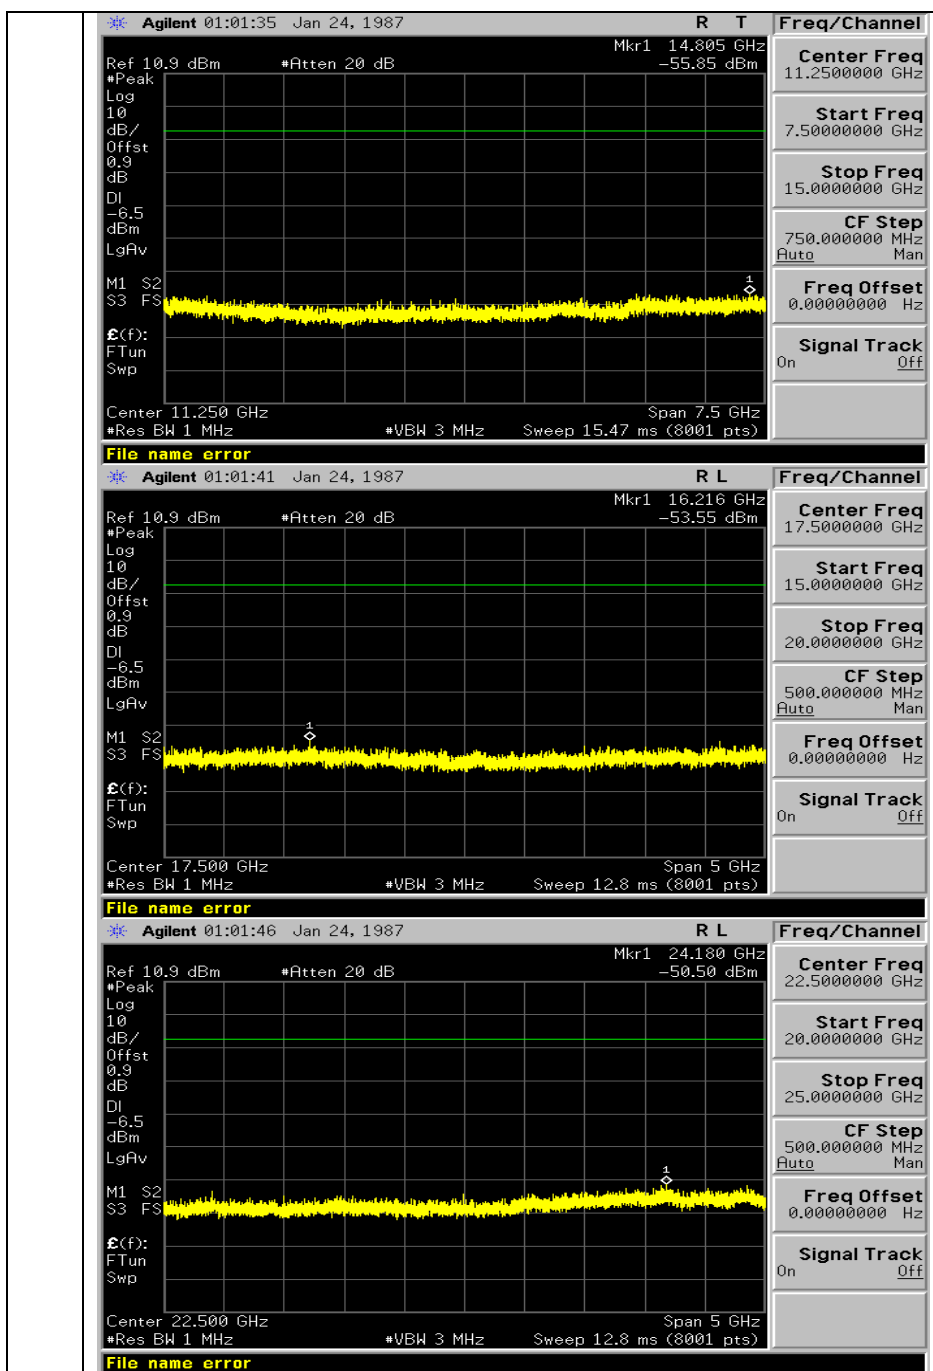 Agilent 01:01:35 Jan 24, 1987 R T Freq/Channel
Mkr1 14.805 GHz
Ref 10.9 dBm #Atten 20 dB -55.85 dBm
#Peak
Log
10
dB/
Offst
0.9
dB
DI
-6.5
dBm
LgAv
M1 S2
S3 FS
£(f):
FTun
Swp
1
Center 11.250 GHz Span 7.5 GHz
#Res BW 1 MHz #VBW 3 MHz Sweep 15.47 ms (8001 pts)
File name error
Center Freq
11.2500000 GHz
Start Freq
7.50000000 GHz
Stop Freq
15.0000000 GHz
CF Step
750.000000 MHz
Auto Man
Freq Offset
0.00000000 Hz
Signal Track
On Off
Agilent 01:01:41 Jan 24, 1987 R L Freq/Channel
Mkr1 16.216 GHz
Ref 10.9 dBm #Atten 20 dB -53.55 dBm
#Peak
Log
10
dB/
Offst
0.9
dB
DI
-6.5
dBm
LgAv
M1 S2
S3 FS
£(f):
FTun
Swp
1
Center 17.500 GHz Span 5 GHz
#Res BW 1 MHz #VBW 3 MHz Sweep 12.8 ms (8001 pts)
File name error
Center Freq
17.5000000 GHz
Start Freq
15.0000000 GHz
Stop Freq
20.0000000 GHz
CF Step
500.000000 MHz
Auto Man
Freq Offset
0.00000000 Hz
Signal Track
On Off
Agilent 01:01:46 Jan 24, 1987 R L Freq/Channel
Mkr1 24.180 GHz
Ref 10.9 dBm #Atten 20 dB -50.50 dBm
#Peak
Log
10
dB/
Offst
0.9
dB
DI
-6.5
dBm
LgAv
M1 S2
S3 FS
£(f):
FTun
Swp
1
Center 22.500 GHz Span 5 GHz
#Res BW 1 MHz #VBW 3 MHz Sweep 12.8 ms (8001 pts)
File name error
Center Freq
22.5000000 GHz
Start Freq
20.0000000 GHz
Stop Freq
25.0000000 GHz
CF Step
500.000000 MHz
Auto Man
Freq Offset
0.00000000 Hz
Signal Track
On Off